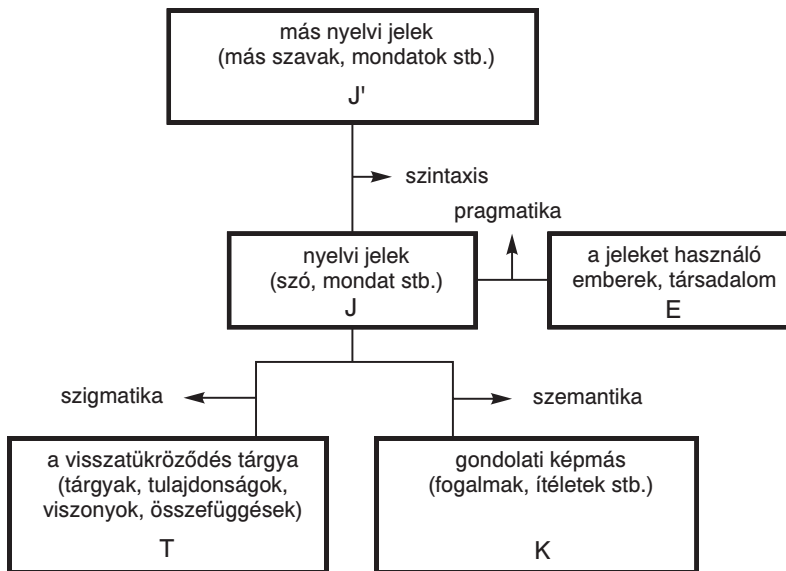 más nyelvi jelek
(más szavak, mondatok stb.)
J'
szintaxis
pragmatika
nyelvi jelek
(szó, mondat stb.)
J
a jeleket használó
emberek, társadalom
E
szigmatika
szemantika
a visszatükröződés tárgya
(tárgyak, tulajdonságok,
viszonyok, összefüggések)
T
gondolati képmás
(fogalmak, ítéletek stb.)
K